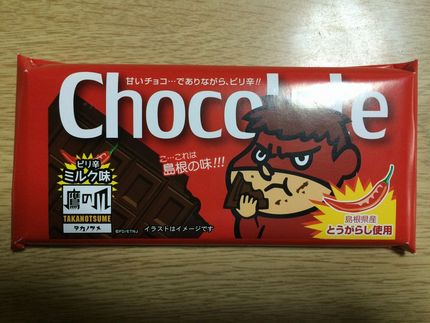 甘いチョコ…でありながら、ピリ辛!!
Chocolate
こ…これは
島根の味!!!
ピリ辛
ミルク味
鷹の爪
TAKANOTSUME
タカノツメ
イラストはイメージです
島根県産
とうがらし使用